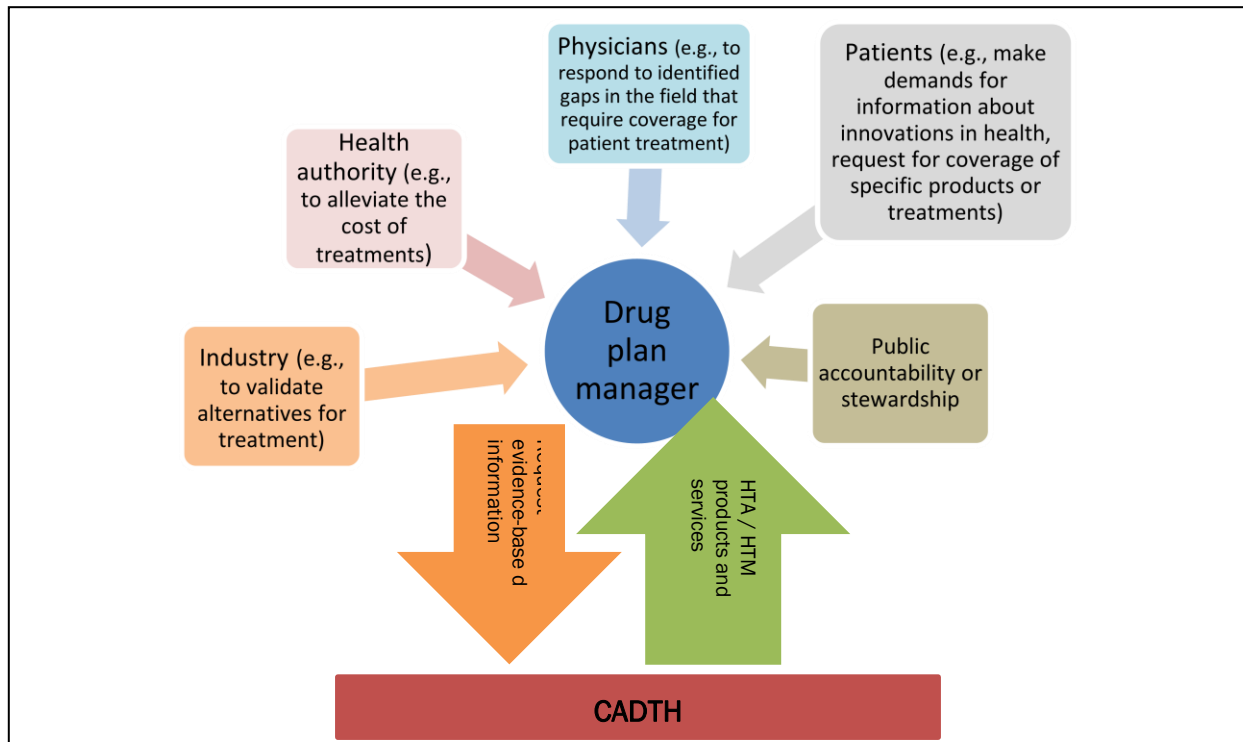 Physicians (e.g., to
respond to identified
gaps in the field that
require coverage for
patient treatment)
Patients (e.g., make
demands for
information about
innovations in health,
request for coverage of
specific products or
treatments)
Health
authority (e.g.,
to alleviate the
cost of
treatments)
Drug
plan
manager
Industry (e.g.,
to validate
alternatives for
treatment)
Public
accountability or
stewardship
evidence-base d
information
HTA / HTM
products and
services
CADTH